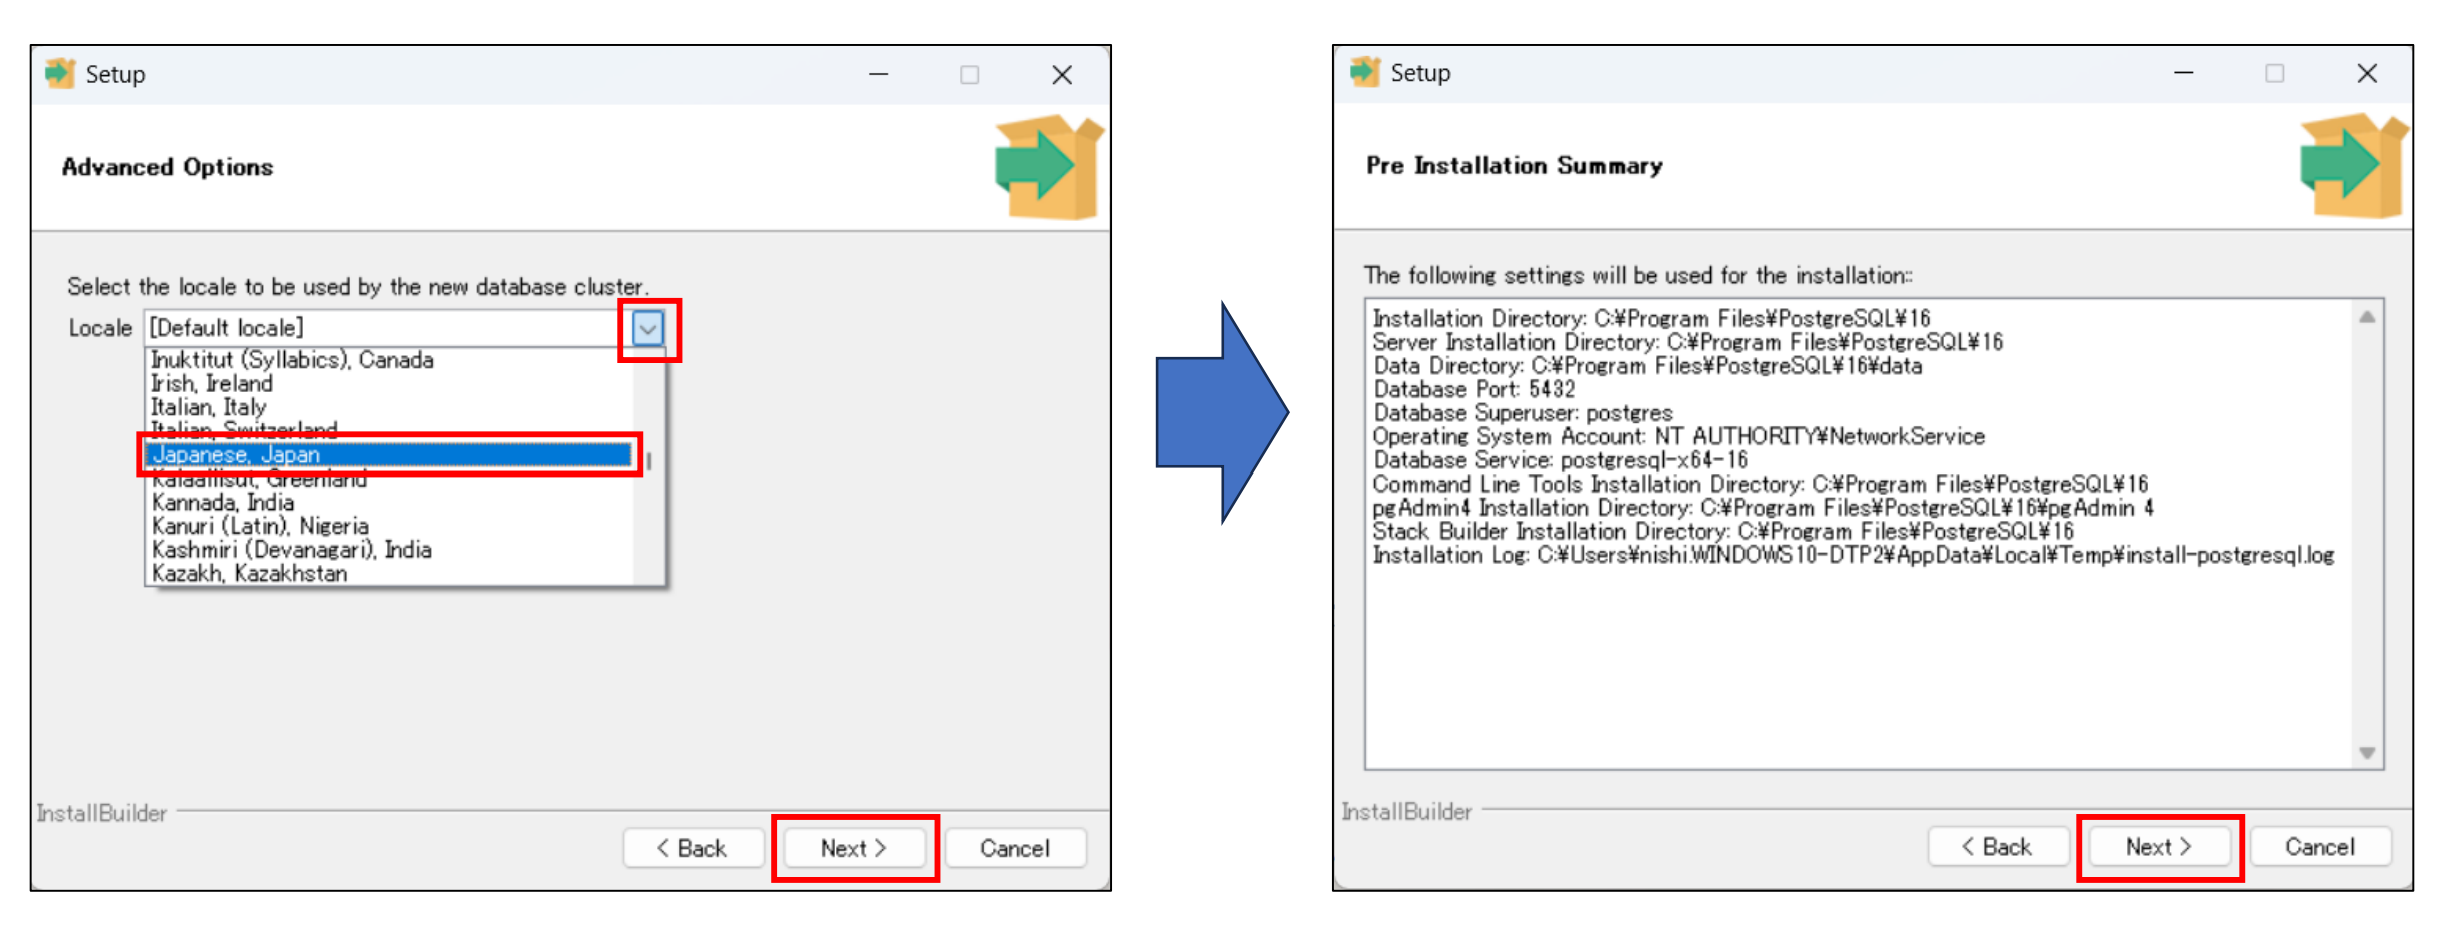 Setup
Advanced Options
Select the locale to be used by the new database cluster.
Locale [Default locale]
Inuktitut (Syllabics), Canada
Irish, Ireland
Italian, Italy
Italian, Switzerland
Japanese, Japan
Kalaallisut, Greenland
Kannada, India
Kanuri (Latin), Nigeria
Kashmiri (Devanagari), India
Kazakh, Kazakhstan
InstallBuilder
< Back Next > Cancel
Setup
Pre Installation Summary
The following settings will be used for the installation::
Installation Directory: C:¥Program Files¥PostgreSQL¥16
Server Installation Directory: C:¥Program Files¥PostgreSQL¥16
Data Directory: C:¥Program Files¥PostgreSQL¥16¥data
Database Port: 5432
Database Superuser: postgres
Operating System Account: NT AUTHORITY¥NetworkService
Database Service: postgresql-x64-16
Command Line Tools Installation Directory: C:¥Program Files¥PostgreSQL¥16
pgAdmin4 Installation Directory: C:¥Program Files¥PostgreSQL¥16¥pgAdmin 4
Stack Builder Installation Directory: C:¥Program Files¥PostgreSQL¥16
Installation Log: C:¥Users¥nishi.WINDOWS10-DTP2¥AppData¥Local¥Temp¥install-postgresql.log
InstallBuilder
< Back Next > Cancel